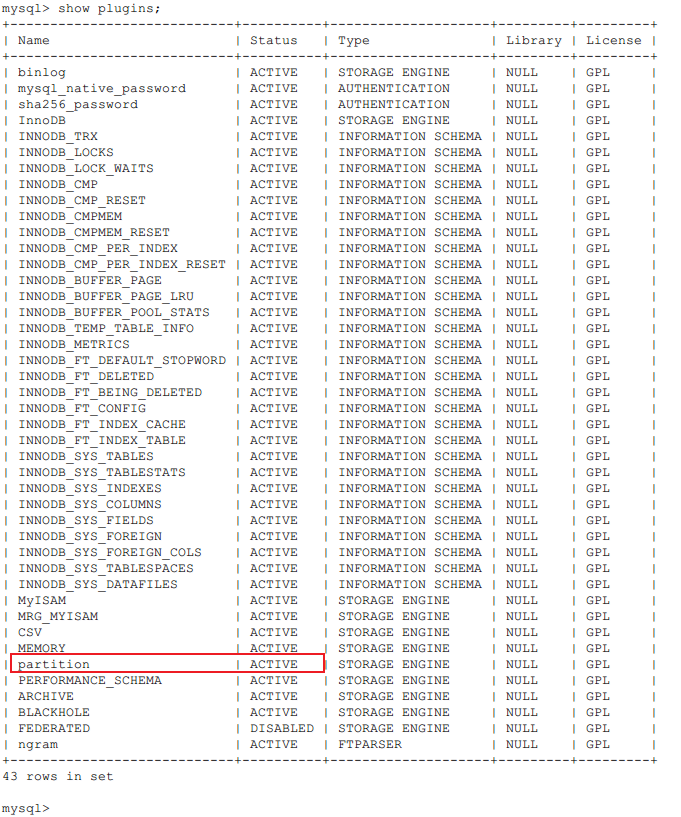 mysql> show plugins;
+----------------------------+----------+--------------------+---------+---------+
| Name                       | Status   | Type               | Library | License |
+----------------------------+----------+--------------------+---------+---------+
| binlog                     | ACTIVE   | STORAGE ENGINE     | NULL    | GPL     |
| mysql_native_password      | ACTIVE   | AUTHENTICATION     | NULL    | GPL     |
| sha256_password            | ACTIVE   | AUTHENTICATION     | NULL    | GPL     |
| InnoDB                     | ACTIVE   | STORAGE ENGINE     | NULL    | GPL     |
| INNODB_TRX                 | ACTIVE   | INFORMATION SCHEMA | NULL    | GPL     |
| INNODB_LOCKS               | ACTIVE   | INFORMATION SCHEMA | NULL    | GPL     |
| INNODB_LOCK_WAITS          | ACTIVE   | INFORMATION SCHEMA | NULL    | GPL     |
| INNODB_CMP                 | ACTIVE   | INFORMATION SCHEMA | NULL    | GPL     |
| INNODB_CMP_RESET           | ACTIVE   | INFORMATION SCHEMA | NULL    | GPL     |
| INNODB_CMPMEM              | ACTIVE   | INFORMATION SCHEMA | NULL    | GPL     |
| INNODB_CMPMEM_RESET        | ACTIVE   | INFORMATION SCHEMA | NULL    | GPL     |
| INNODB_CMP_PER_INDEX       | ACTIVE   | INFORMATION SCHEMA | NULL    | GPL     |
| INNODB_CMP_PER_INDEX_RESET | ACTIVE   | INFORMATION SCHEMA | NULL    | GPL     |
| INNODB_BUFFER_PAGE         | ACTIVE   | INFORMATION SCHEMA | NULL    | GPL     |
| INNODB_BUFFER_PAGE_LRU     | ACTIVE   | INFORMATION SCHEMA | NULL    | GPL     |
| INNODB_BUFFER_POOL_STATS   | ACTIVE   | INFORMATION SCHEMA | NULL    | GPL     |
| INNODB_TEMP_TABLE_INFO     | ACTIVE   | INFORMATION SCHEMA | NULL    | GPL     |
| INNODB_METRICS             | ACTIVE   | INFORMATION SCHEMA | NULL    | GPL     |
| INNODB_FT_DEFAULT_STOPWORD | ACTIVE   | INFORMATION SCHEMA | NULL    | GPL     |
| INNODB_FT_DELETED          | ACTIVE   | INFORMATION SCHEMA | NULL    | GPL     |
| INNODB_FT_BEING_DELETED    | ACTIVE   | INFORMATION SCHEMA | NULL    | GPL     |
| INNODB_FT_CONFIG           | ACTIVE   | INFORMATION SCHEMA | NULL    | GPL     |
| INNODB_FT_INDEX_CACHE      | ACTIVE   | INFORMATION SCHEMA | NULL    | GPL     |
| INNODB_FT_INDEX_TABLE      | ACTIVE   | INFORMATION SCHEMA | NULL    | GPL     |
| INNODB_SYS_TABLES          | ACTIVE   | INFORMATION SCHEMA | NULL    | GPL     |
| INNODB_SYS_TABLESTATS      | ACTIVE   | INFORMATION SCHEMA | NULL    | GPL     |
| INNODB_SYS_INDEXES         | ACTIVE   | INFORMATION SCHEMA | NULL    | GPL     |
| INNODB_SYS_COLUMNS         | ACTIVE   | INFORMATION SCHEMA | NULL    | GPL     |
| INNODB_SYS_FIELDS          | ACTIVE   | INFORMATION SCHEMA | NULL    | GPL     |
| INNODB_SYS_FOREIGN         | ACTIVE   | INFORMATION SCHEMA | NULL    | GPL     |
| INNODB_SYS_FOREIGN_COLS    | ACTIVE   | INFORMATION SCHEMA | NULL    | GPL     |
| INNODB_SYS_TABLESPACES     | ACTIVE   | INFORMATION SCHEMA | NULL    | GPL     |
| INNODB_SYS_DATAFILES       | ACTIVE   | INFORMATION SCHEMA | NULL    | GPL     |
| MyISAM                     | ACTIVE   | STORAGE ENGINE     | NULL    | GPL     |
| MRG_MYISAM                 | ACTIVE   | STORAGE ENGINE     | NULL    | GPL     |
| CSV                        | ACTIVE   | STORAGE ENGINE     | NULL    | GPL     |
| MEMORY                     | ACTIVE   | STORAGE ENGINE     | NULL    | GPL     |
| partition                  | ACTIVE   | STORAGE ENGINE     | NULL    | GPL     |
| PERFORMANCE_SCHEMA         | ACTIVE   | STORAGE ENGINE     | NULL    | GPL     |
| ARCHIVE                    | ACTIVE   | STORAGE ENGINE     | NULL    | GPL     |
| BLACKHOLE                  | ACTIVE   | STORAGE ENGINE     | NULL    | GPL     |
| FEDERATED                  | DISABLED | STORAGE ENGINE     | NULL    | GPL     |
| ngram                      | ACTIVE   | FTPARSER           | NULL    | GPL     |
+----------------------------+----------+--------------------+---------+---------+
43 rows in set
mysql>